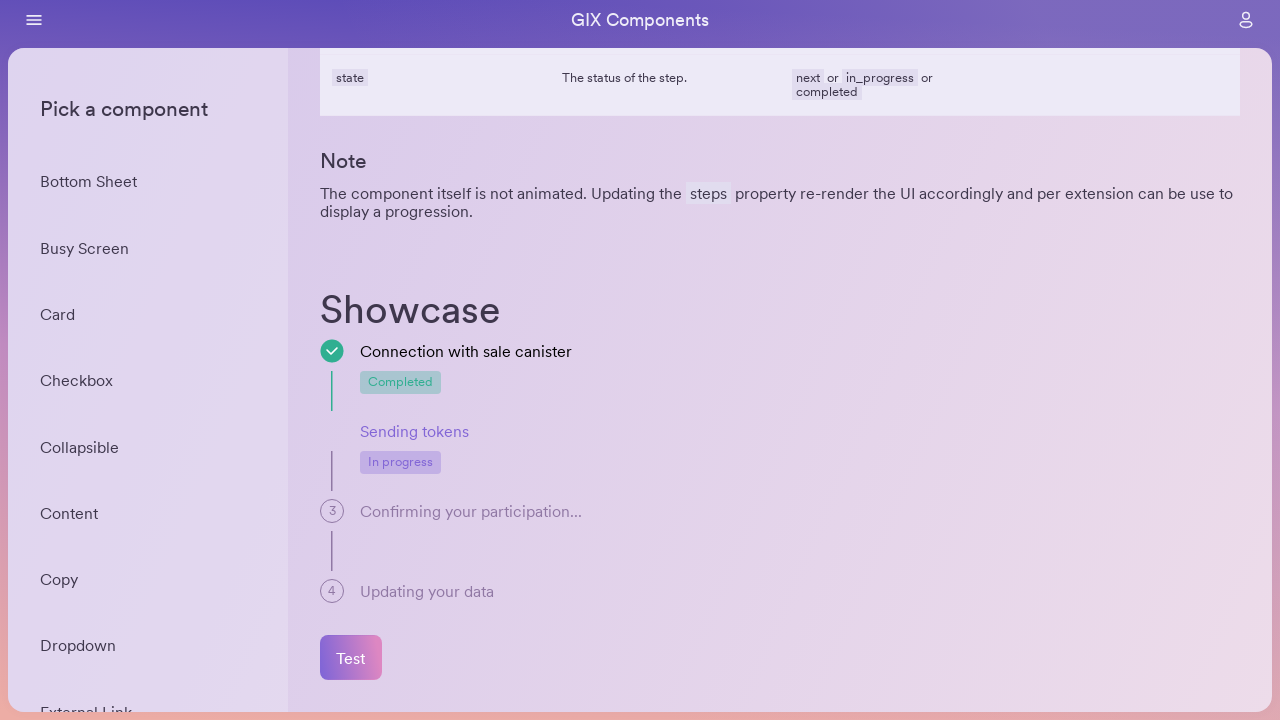 GIX Components
Pick a component
Bottom Sheet
Busy Screen
Card
Checkbox
Collapsible
Content
Copy
Dropdown
External Link
state
The status of the step.
next or in_progress or
completed
Note
The component itself is not animated. Updating the steps property re-render the UI accordingly and per extension can be use to
display a progression.
Showcase
Connection with sale canister
Completed
Sending tokens
In progress
3 Confirming your participation...
4 Updating your data
Test